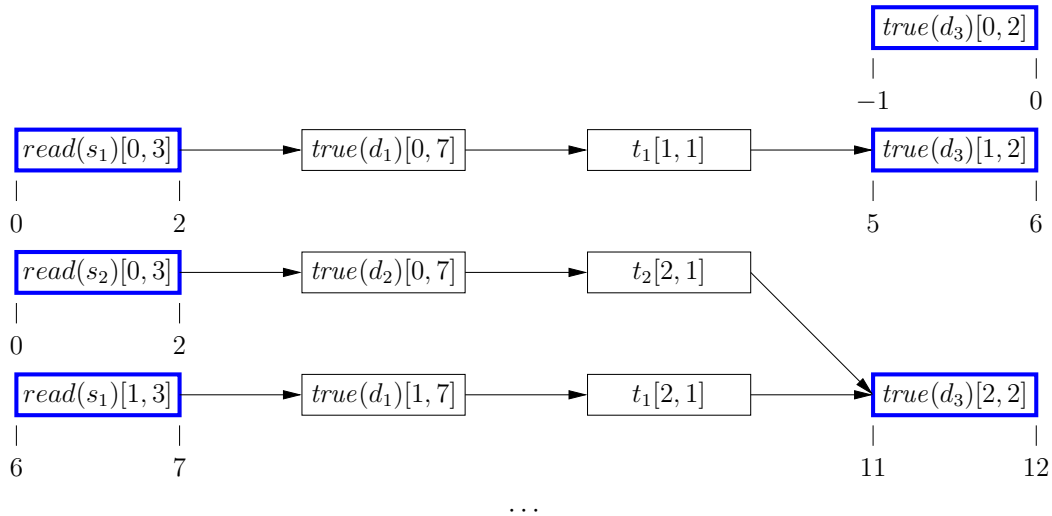 true(d₃)[0, 2]
−1 0
read(s₁)[0, 3] true(d₁)[0, 7] t₁[1, 1] true(d₃)[1, 2]
0 2 5 6
read(s₂)[0, 3] true(d₂)[0, 7] t₂[2, 1]
0 2
read(s₁)[1, 3] true(d₁)[1, 7] t₁[2, 1] true(d₃)[2, 2]
6 7 11 12
...